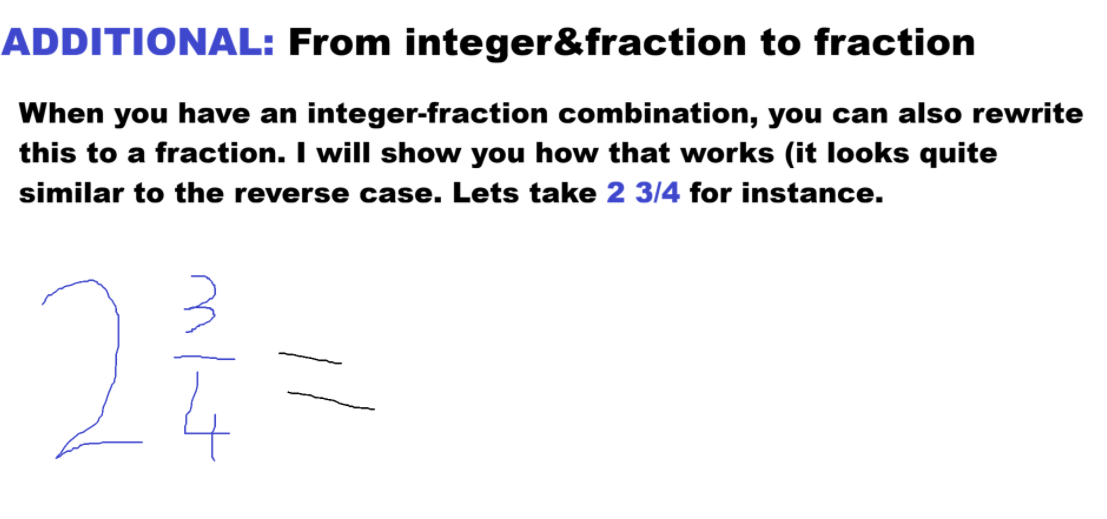 ADDITIONAL: From integer&fraction to fraction
When you have an integer-fraction combination, you can also rewrite
this to a fraction. I will show you how that works (it looks quite
similar to the reverse case. Lets take 2 3/4 for instance.
2 3/4 =